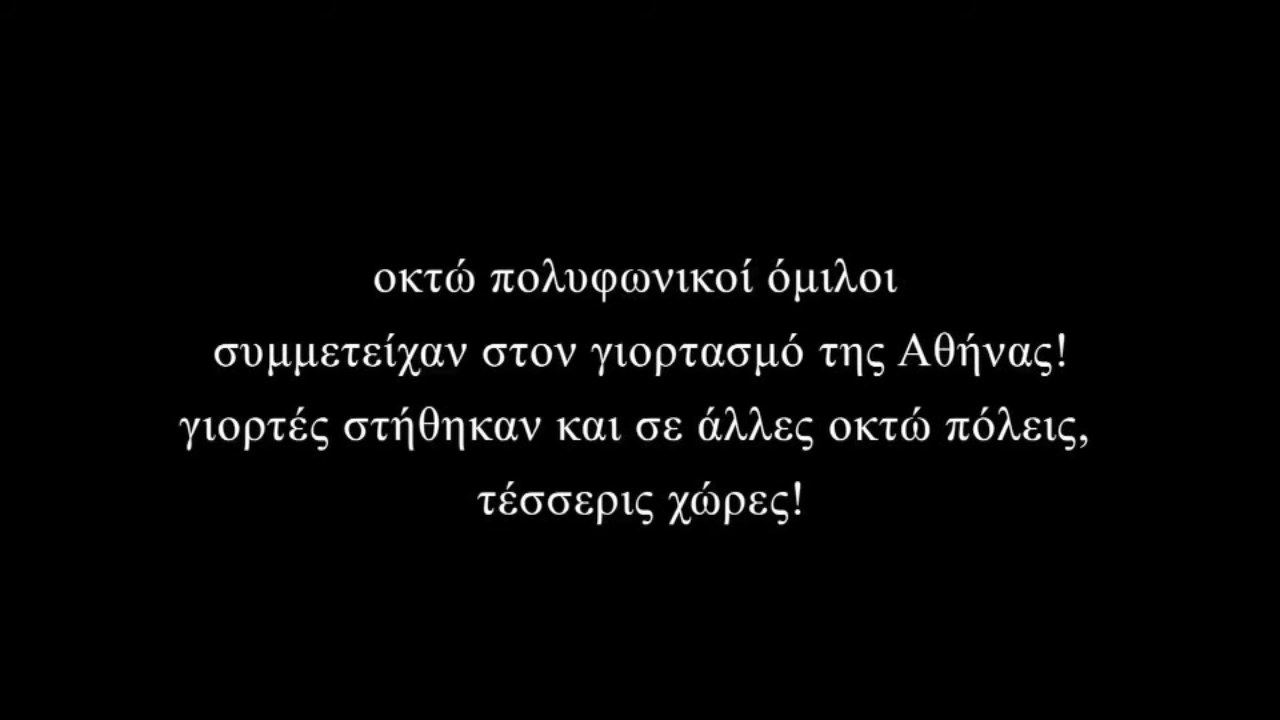 οκτώ πολυφωνικοί όμιλοι
συμμετείχαν στον γιορτασμό της Αθήνας!
γιορτές στήθηκαν και σε άλλες οκτώ πόλεις,
τέσσερις χώρες!